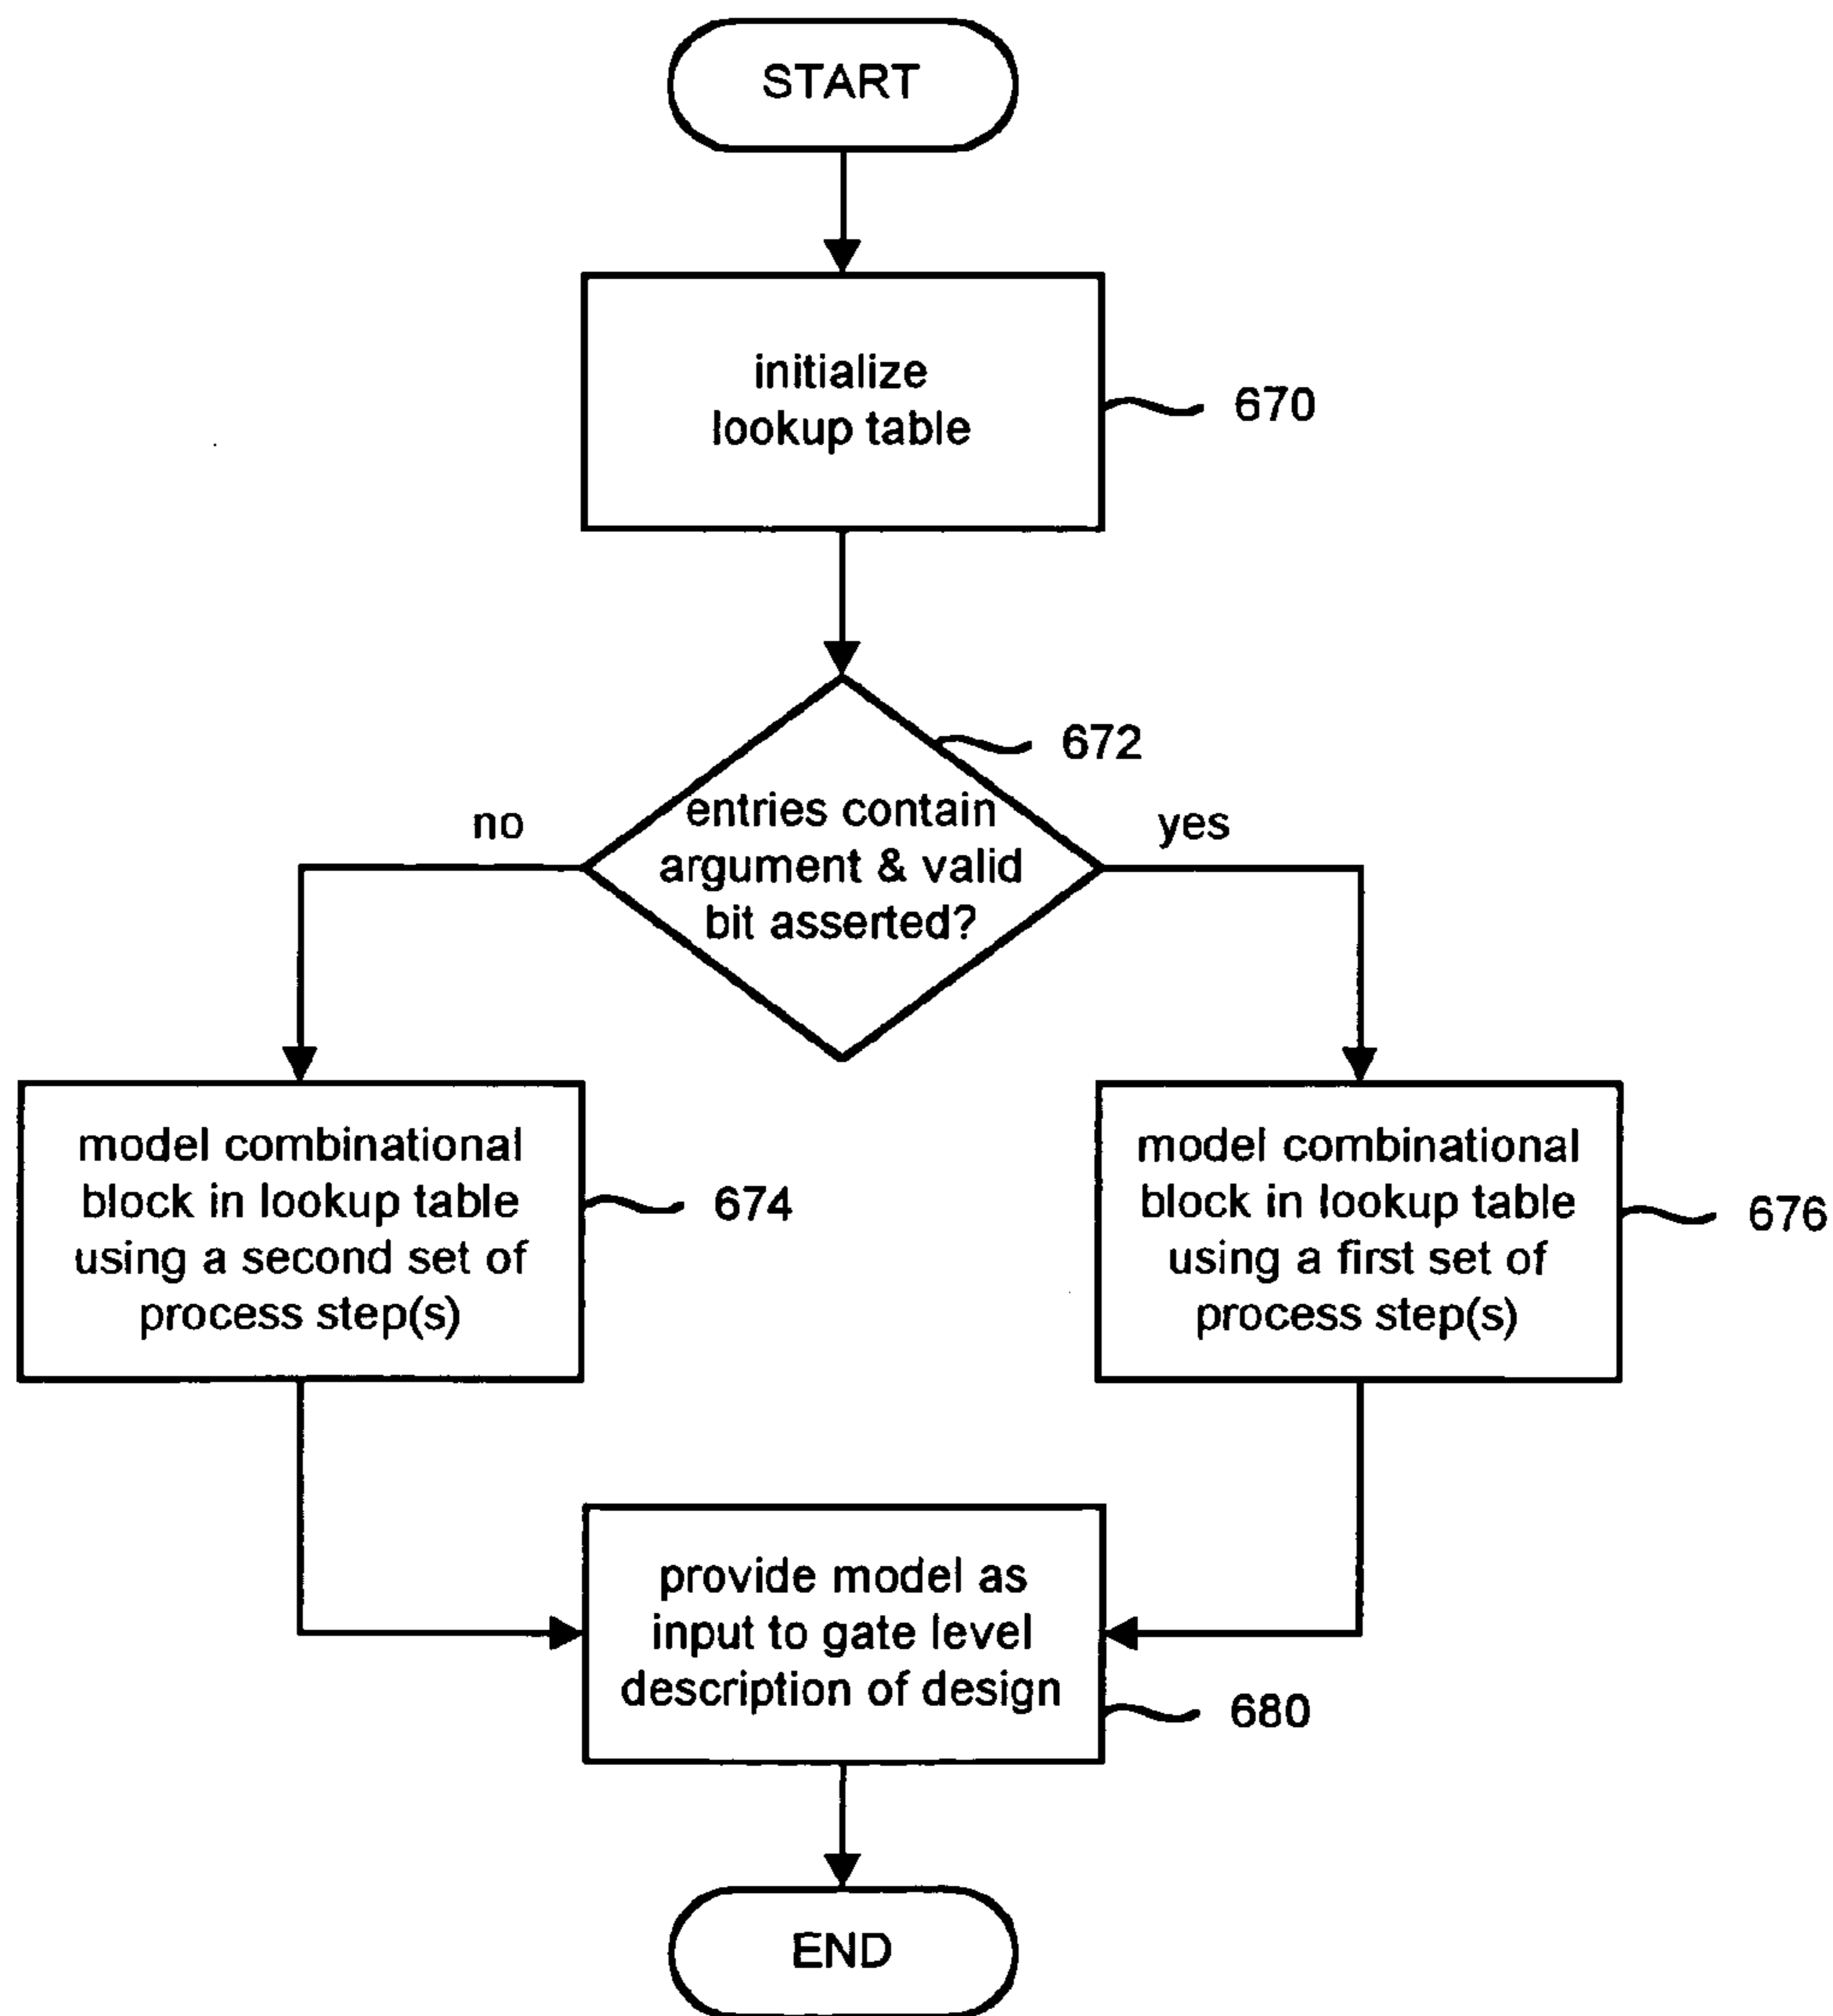 START
initialize
lookup table
670
672
entries contain
argument & valid
bit asserted?
no
yes
model combinational
block in lookup table
using a second set of
process step(s)
674
model combinational
block in lookup table
using a first set of
process step(s)
676
provide model as
input to gate level
description of design
680
END